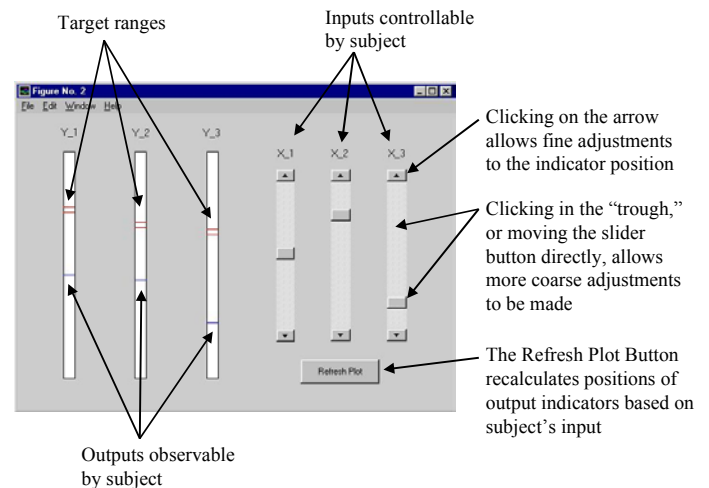 Target ranges
Inputs controllable
by subject
Figure No. 2
File Edit Window Help
Y_1 Y_2 Y_3
X_1 X_2 X_3
Clicking on the arrow
allows fine adjustments
to the indicator position
Clicking in the “trough,”
or moving the slider
button directly, allows
more coarse adjustments
to be made
Refresh Plot
The Refresh Plot Button
recalculates positions of
output indicators based on
subject’s input
Outputs observable
by subject